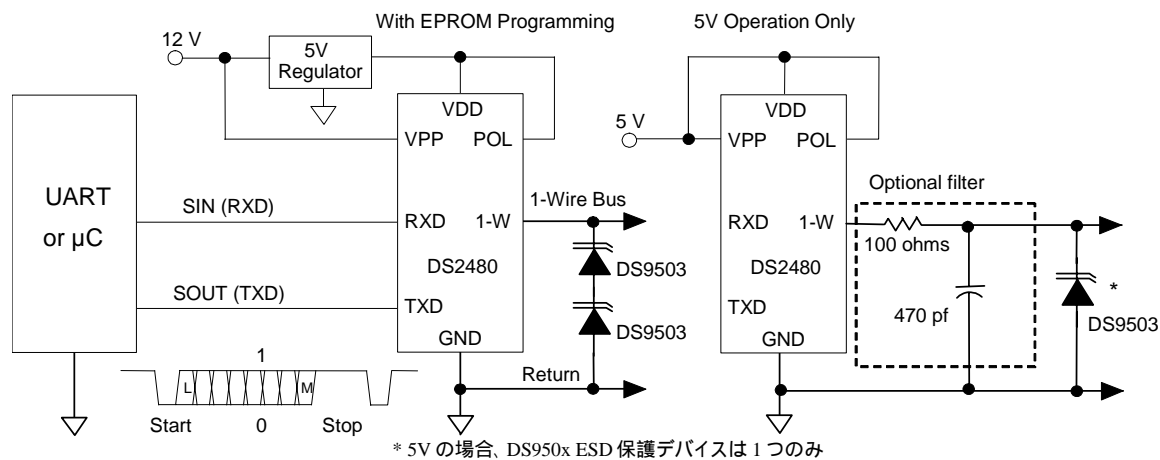 With EPROM Programming
5V Operation Only
12 V
5V
Regulator
VDD
VPP
POL
UART
or µC
SIN (RXD)
RXD
1-W
1-Wire Bus
DS2480
DS9503
SOUT (TXD)
TXD
DS9503
GND
Return
1
L
M
Start
0
Stop
5 V
VDD
VPP
POL
Optional filter
RXD
1-W
100 ohms
DS2480
*
TXD
470 pf
DS9503
GND
* 5V の場合、DS950x ESD 保護デバイスは 1 つのみ